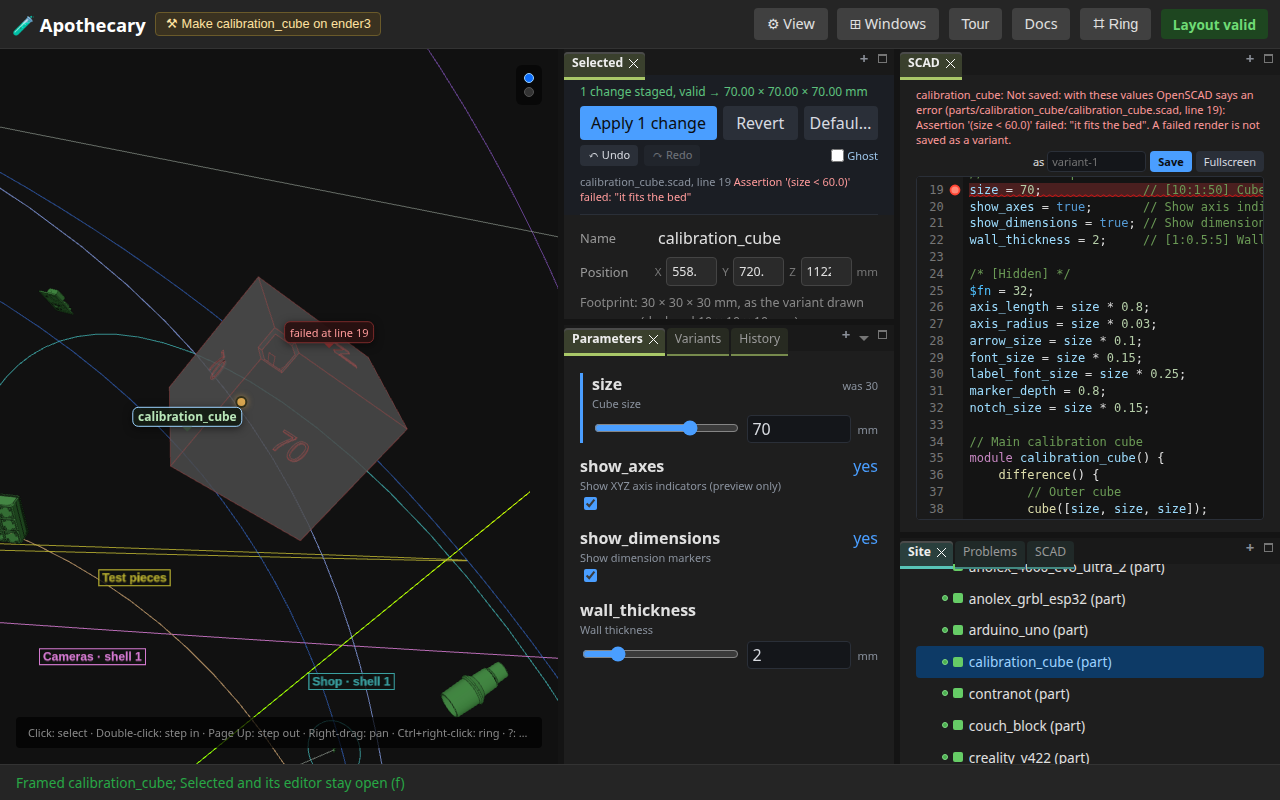 🧪 Apothecary
⚒ Make calibration_cube on ender3
⚙ View
⊞ Windows
Tour
Docs
⌗ Ring
Layout valid
failed at line 19
calibration_cube
70
Test pieces
Cameras · shell 1
Shop · shell 1
Click: select · Double-click: step in · Page Up: step out · Right-drag: pan · Ctrl+right-click: ring · ?: ...
Selected
1 change staged, valid → 70.00 × 70.00 × 70.00 mm
Apply 1 change
Revert
Defaul...
↶ Undo
↷ Redo
Ghost
calibration_cube.scad, line 19 Assertion '(size < 60.0)'
failed: "it fits the bed"
Name calibration_cube
Position X 558. Y 720. Z 1122 mm
Footprint: 30 × 30 × 30 mm, as the variant drawn
Parameters
Variants
History
size was 30
Cube size
70 mm
show_axes yes
Show XYZ axis indicators (preview only)
show_dimensions yes
Show dimension markers
wall_thickness
Wall thickness
2 mm
SCAD
calibration_cube: Not saved: with these values OpenSCAD says an
error (parts/calibration_cube/calibration_cube.scad, line 19):
Assertion '(size < 60.0)' failed: "it fits the bed". A failed render is not
saved as a variant.
as variant-1 Save Fullscreen
19 size = 70; // [10:1:50] Cube
20 show_axes = true; // Show axis indi
21 show_dimensions = true; // Show dimension
22 wall_thickness = 2; // [1:0.5:5] Wall
23
24 /* [Hidden] */
25 $fn = 32;
26 axis_length = size * 0.8;
27 axis_radius = size * 0.03;
28 arrow_size = size * 0.1;
29 font_size = size * 0.15;
30 label_font_size = size * 0.25;
31 marker_depth = 0.8;
32 notch_size = size * 0.15;
33
34 // Main calibration cube
35 module calibration_cube() {
36 difference() {
37 // Outer cube
38 cube([size, size, size]);
Site
Problems
SCAD
anolex_4060_evo_ultra_2 (part)
anolex_grbl_esp32 (part)
arduino_uno (part)
calibration_cube (part)
contranot (part)
couch_block (part)
creality_v422 (part)
Framed calibration_cube; Selected and its editor stay open (f)